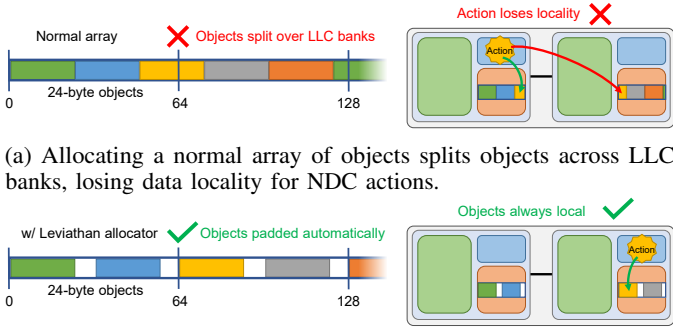 Normal array
Objects split over LLC banks
0
24-byte objects
64
128
Action loses locality
Action
(a) Allocating a normal array of objects splits objects across LLC
banks, losing data locality for NDC actions.
w/ Leviathan allocator
Objects padded automatically
0
24-byte objects
64
128
Objects always local
Action